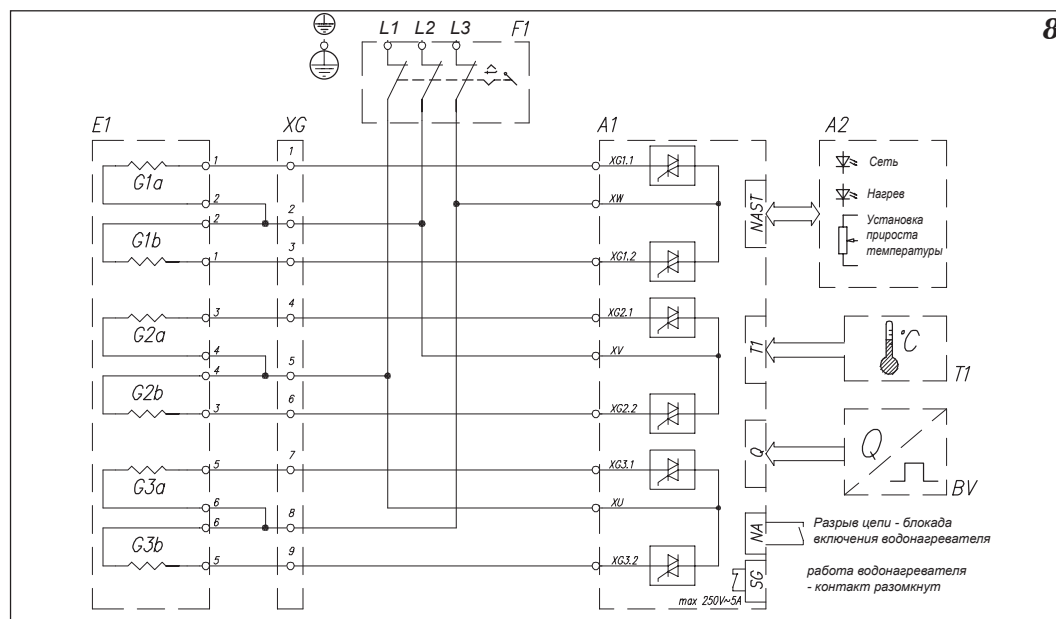 8
L1 L2 L3 F1
E1 XG A1 A2
1 1 XG1.1
G1a
2 XW
2 2
G1b
1 3 XG1.2
3 4 XG2.1
G2a
4 XV
4 5
G2b
3 6 XG2.2
5 7 XG3.1
G3a
6 XU
6 8
G3b
5 9 XG3.2
NAST
T1
Q
NA
SG
max 250V~5A
Сеть
Нагрев
Установка
прироста
температуры
°C
T1
Q
BV
Разрыв цепи - блокада
включения водонагревателя
работа водонагревателя
- контакт разомкнут